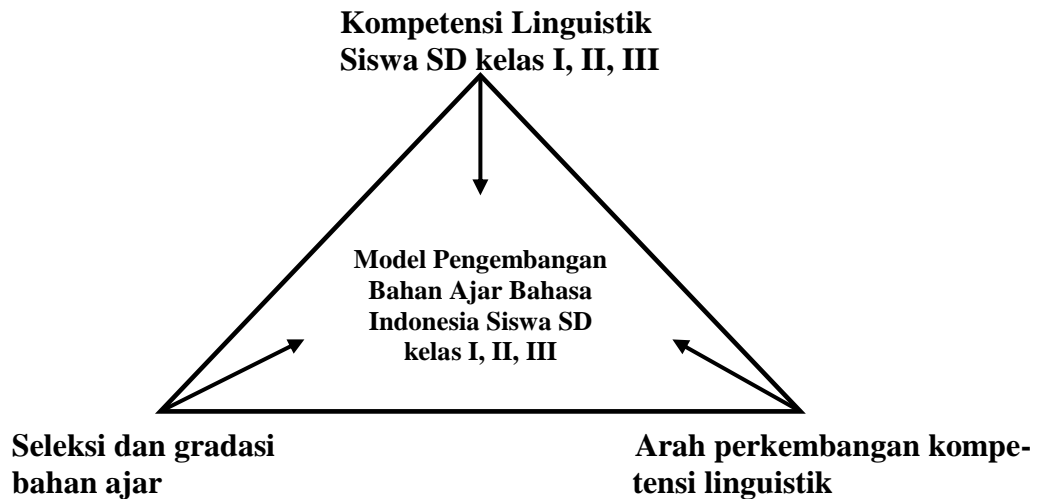 Kompetensi Linguistik
Siswa SD kelas I, II, III
Model Pengembangan
Bahan Ajar Bahasa
Indonesia Siswa SD
kelas I, II, III
Seleksi dan gradasi
bahan ajar
Arah perkembangan kompe-
tensi linguistik